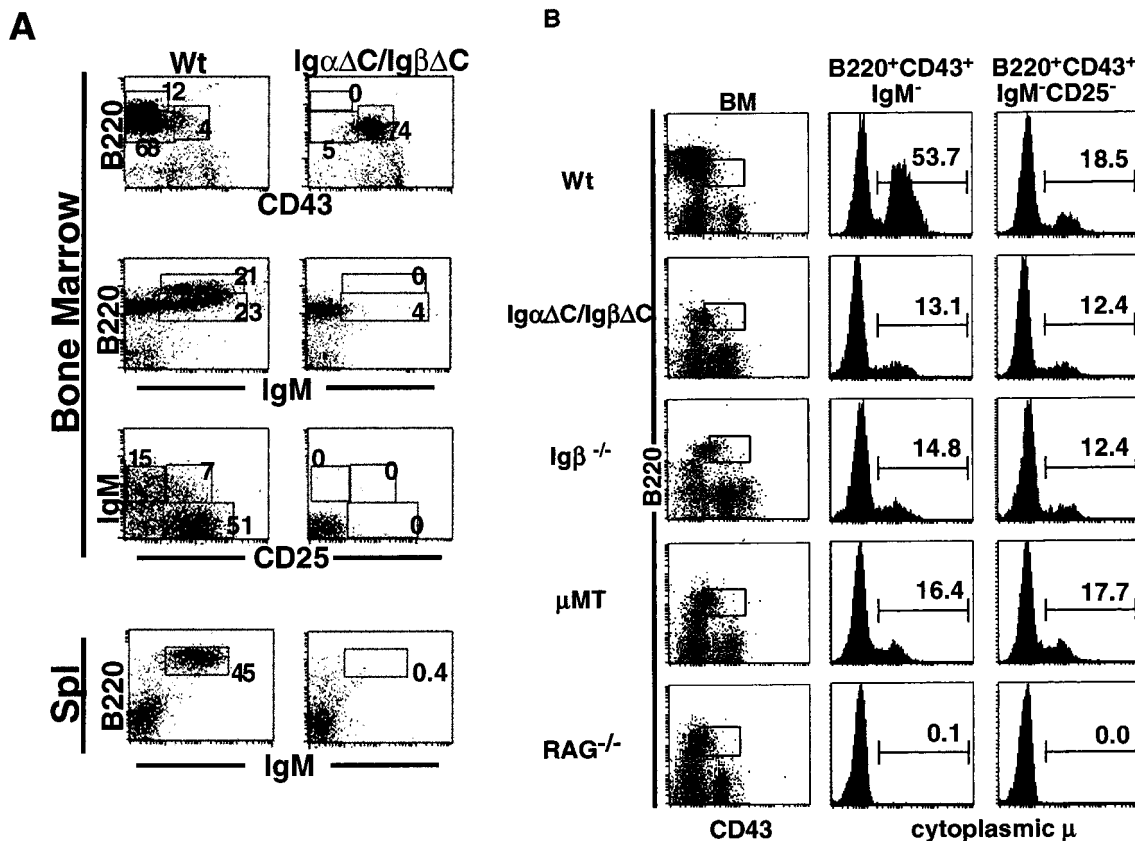 A
Wt
IgαΔC/IgβΔC
Bone Marrow
B220
12
4
68
0
74
5
CD43
B220
21
23
0
4
IgM
IgM
15
7
51
0
0
0
CD25
Spl
B220
45
0.4
IgM
B
BM
B220+CD43+
IgM-
B220+CD43+
IgM-CD25-
Wt
53.7
18.5
IgαΔC/IgβΔC
13.1
12.4
Igβ -/-
14.8
12.4
B220
μMT
16.4
17.7
RAG-/-
0.1
0.0
CD43
cytoplasmic μ